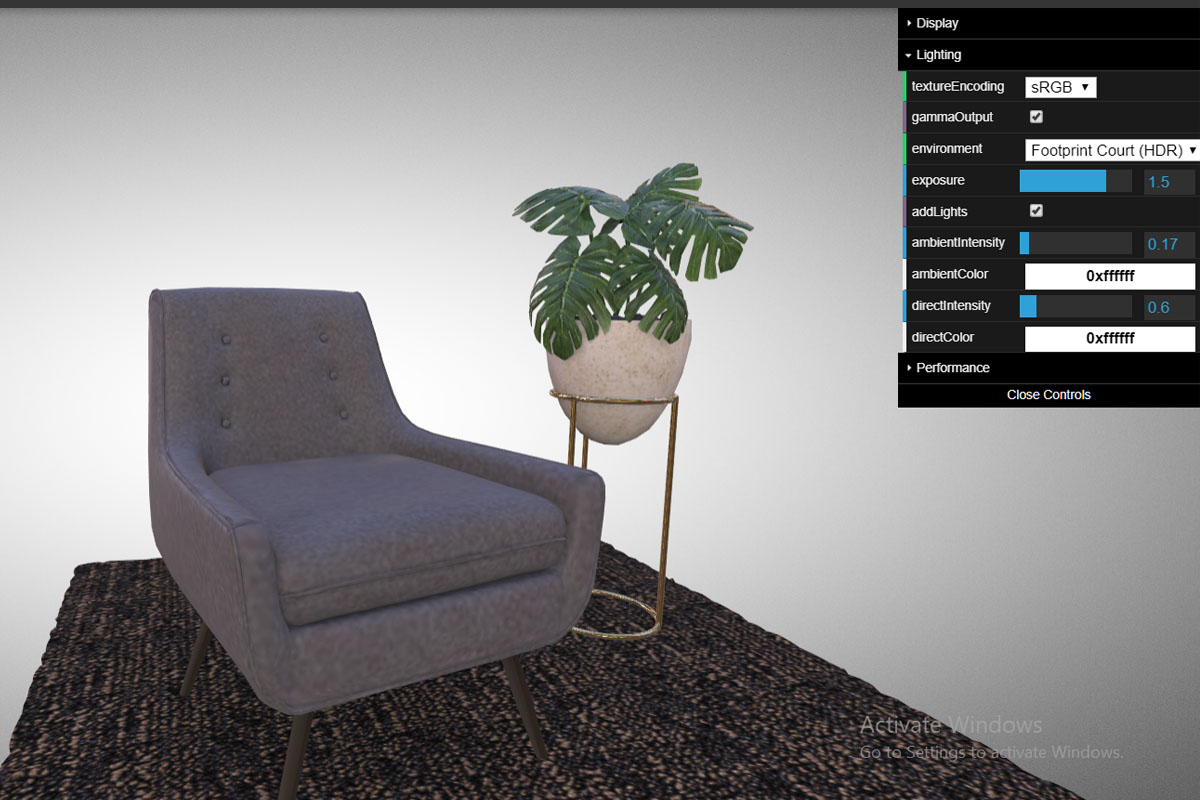 Display
Lighting
textureEncoding sRGB
gammaOutput
environment Footprint Court (HDR)
exposure 1.5
addLights
ambientIntensity 0.17
ambientColor 0xffffff
directIntensity 0.6
directColor 0xffffff
Performance
Close Controls
Activate Windows
Go to Settings to activate Windows.